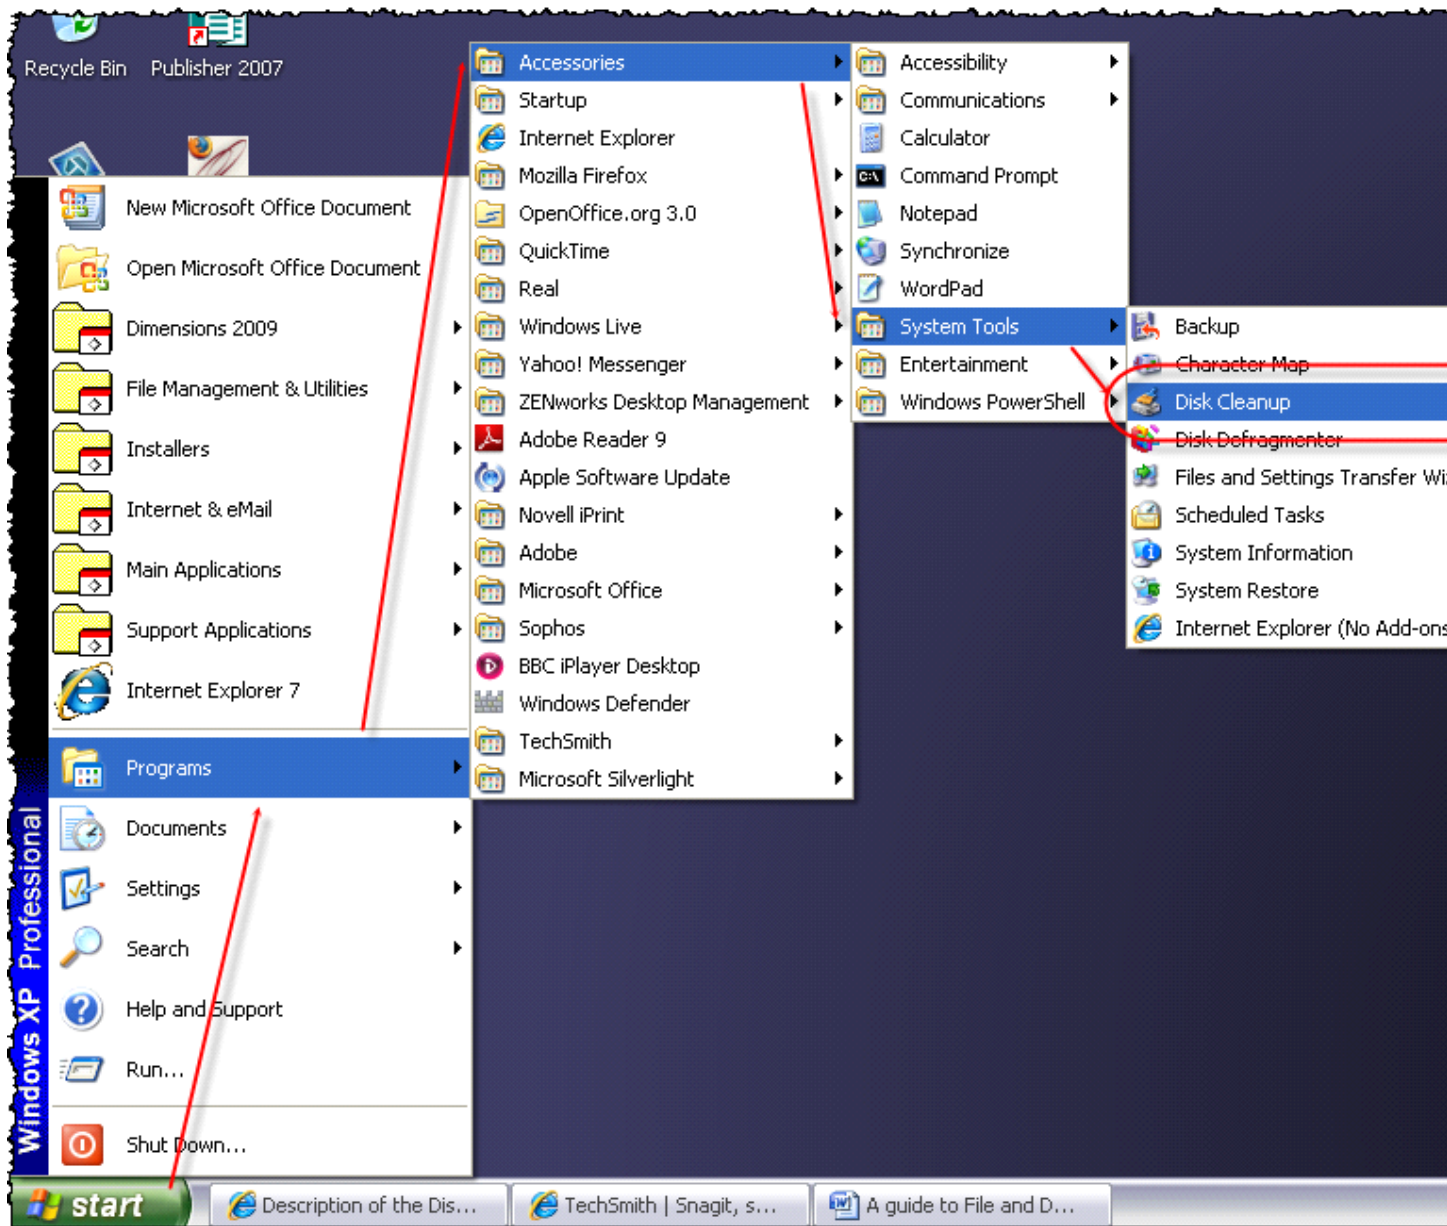 Recycle Bin
Publisher 2007
New Microsoft Office Document
Open Microsoft Office Document
Dimensions 2009
File Management & Utilities
Installers
Internet & eMail
Main Applications
Support Applications
Internet Explorer 7
Programs
Documents
Settings
Search
Help and Support
Run...
Shut Down...
Windows XP Professional
Accessories
Startup
Internet Explorer
Mozilla Firefox
OpenOffice.org 3.0
QuickTime
Real
Windows Live
Yahoo! Messenger
ZENworks Desktop Management
Adobe Reader 9
Apple Software Update
Novell iPrint
Adobe
Microsoft Office
Sophos
BBC iPlayer Desktop
Windows Defender
TechSmith
Microsoft Silverlight
Accessibility
Communications
Calculator
Command Prompt
Notepad
Synchronize
WordPad
System Tools
Entertainment
Windows PowerShell
Backup
Character Map
Disk Cleanup
Disk Defragmenter
Files and Settings Transfer Wi
Scheduled Tasks
System Information
System Restore
Internet Explorer (No Add-ons
start
Description of the Dis...
TechSmith | Snagit, s...
A guide to File and D...